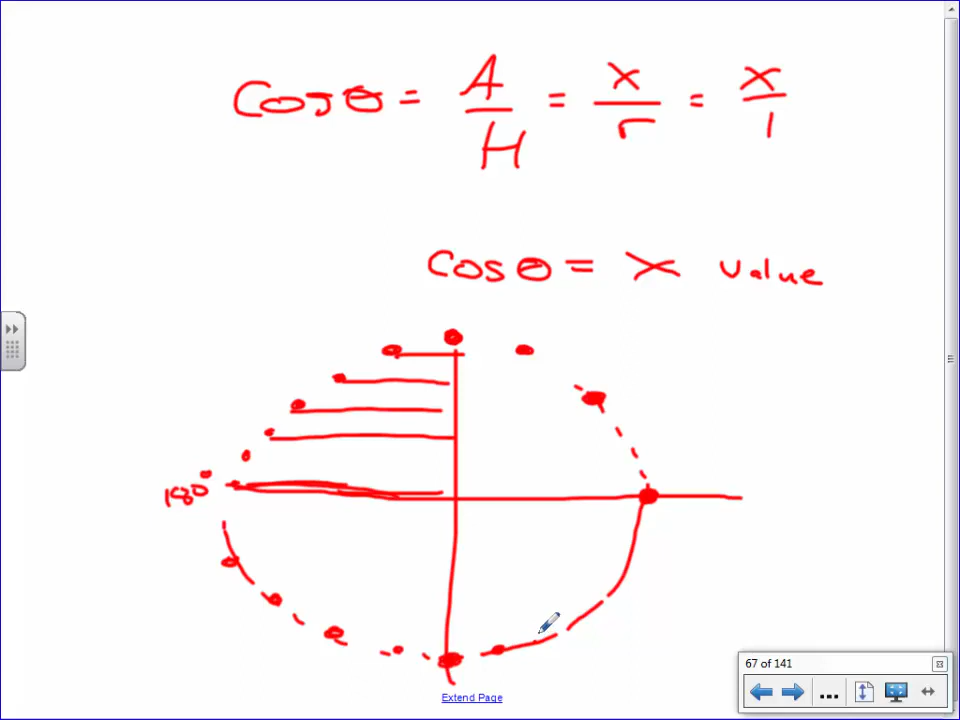 Cosθ = A/H = x/r = x/1
Cosθ = x value
180°
67 of 141
...
Extend Page